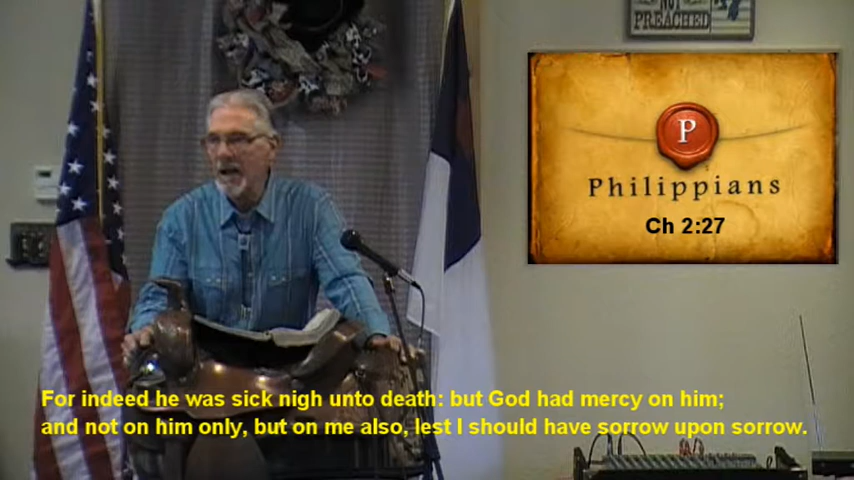 NOT
PREACHED
P
Philippians
Ch 2:27
For indeed he was sick nigh unto death: but God had mercy on him;
and not on him only, but on me also, lest I should have sorrow upon sorrow.